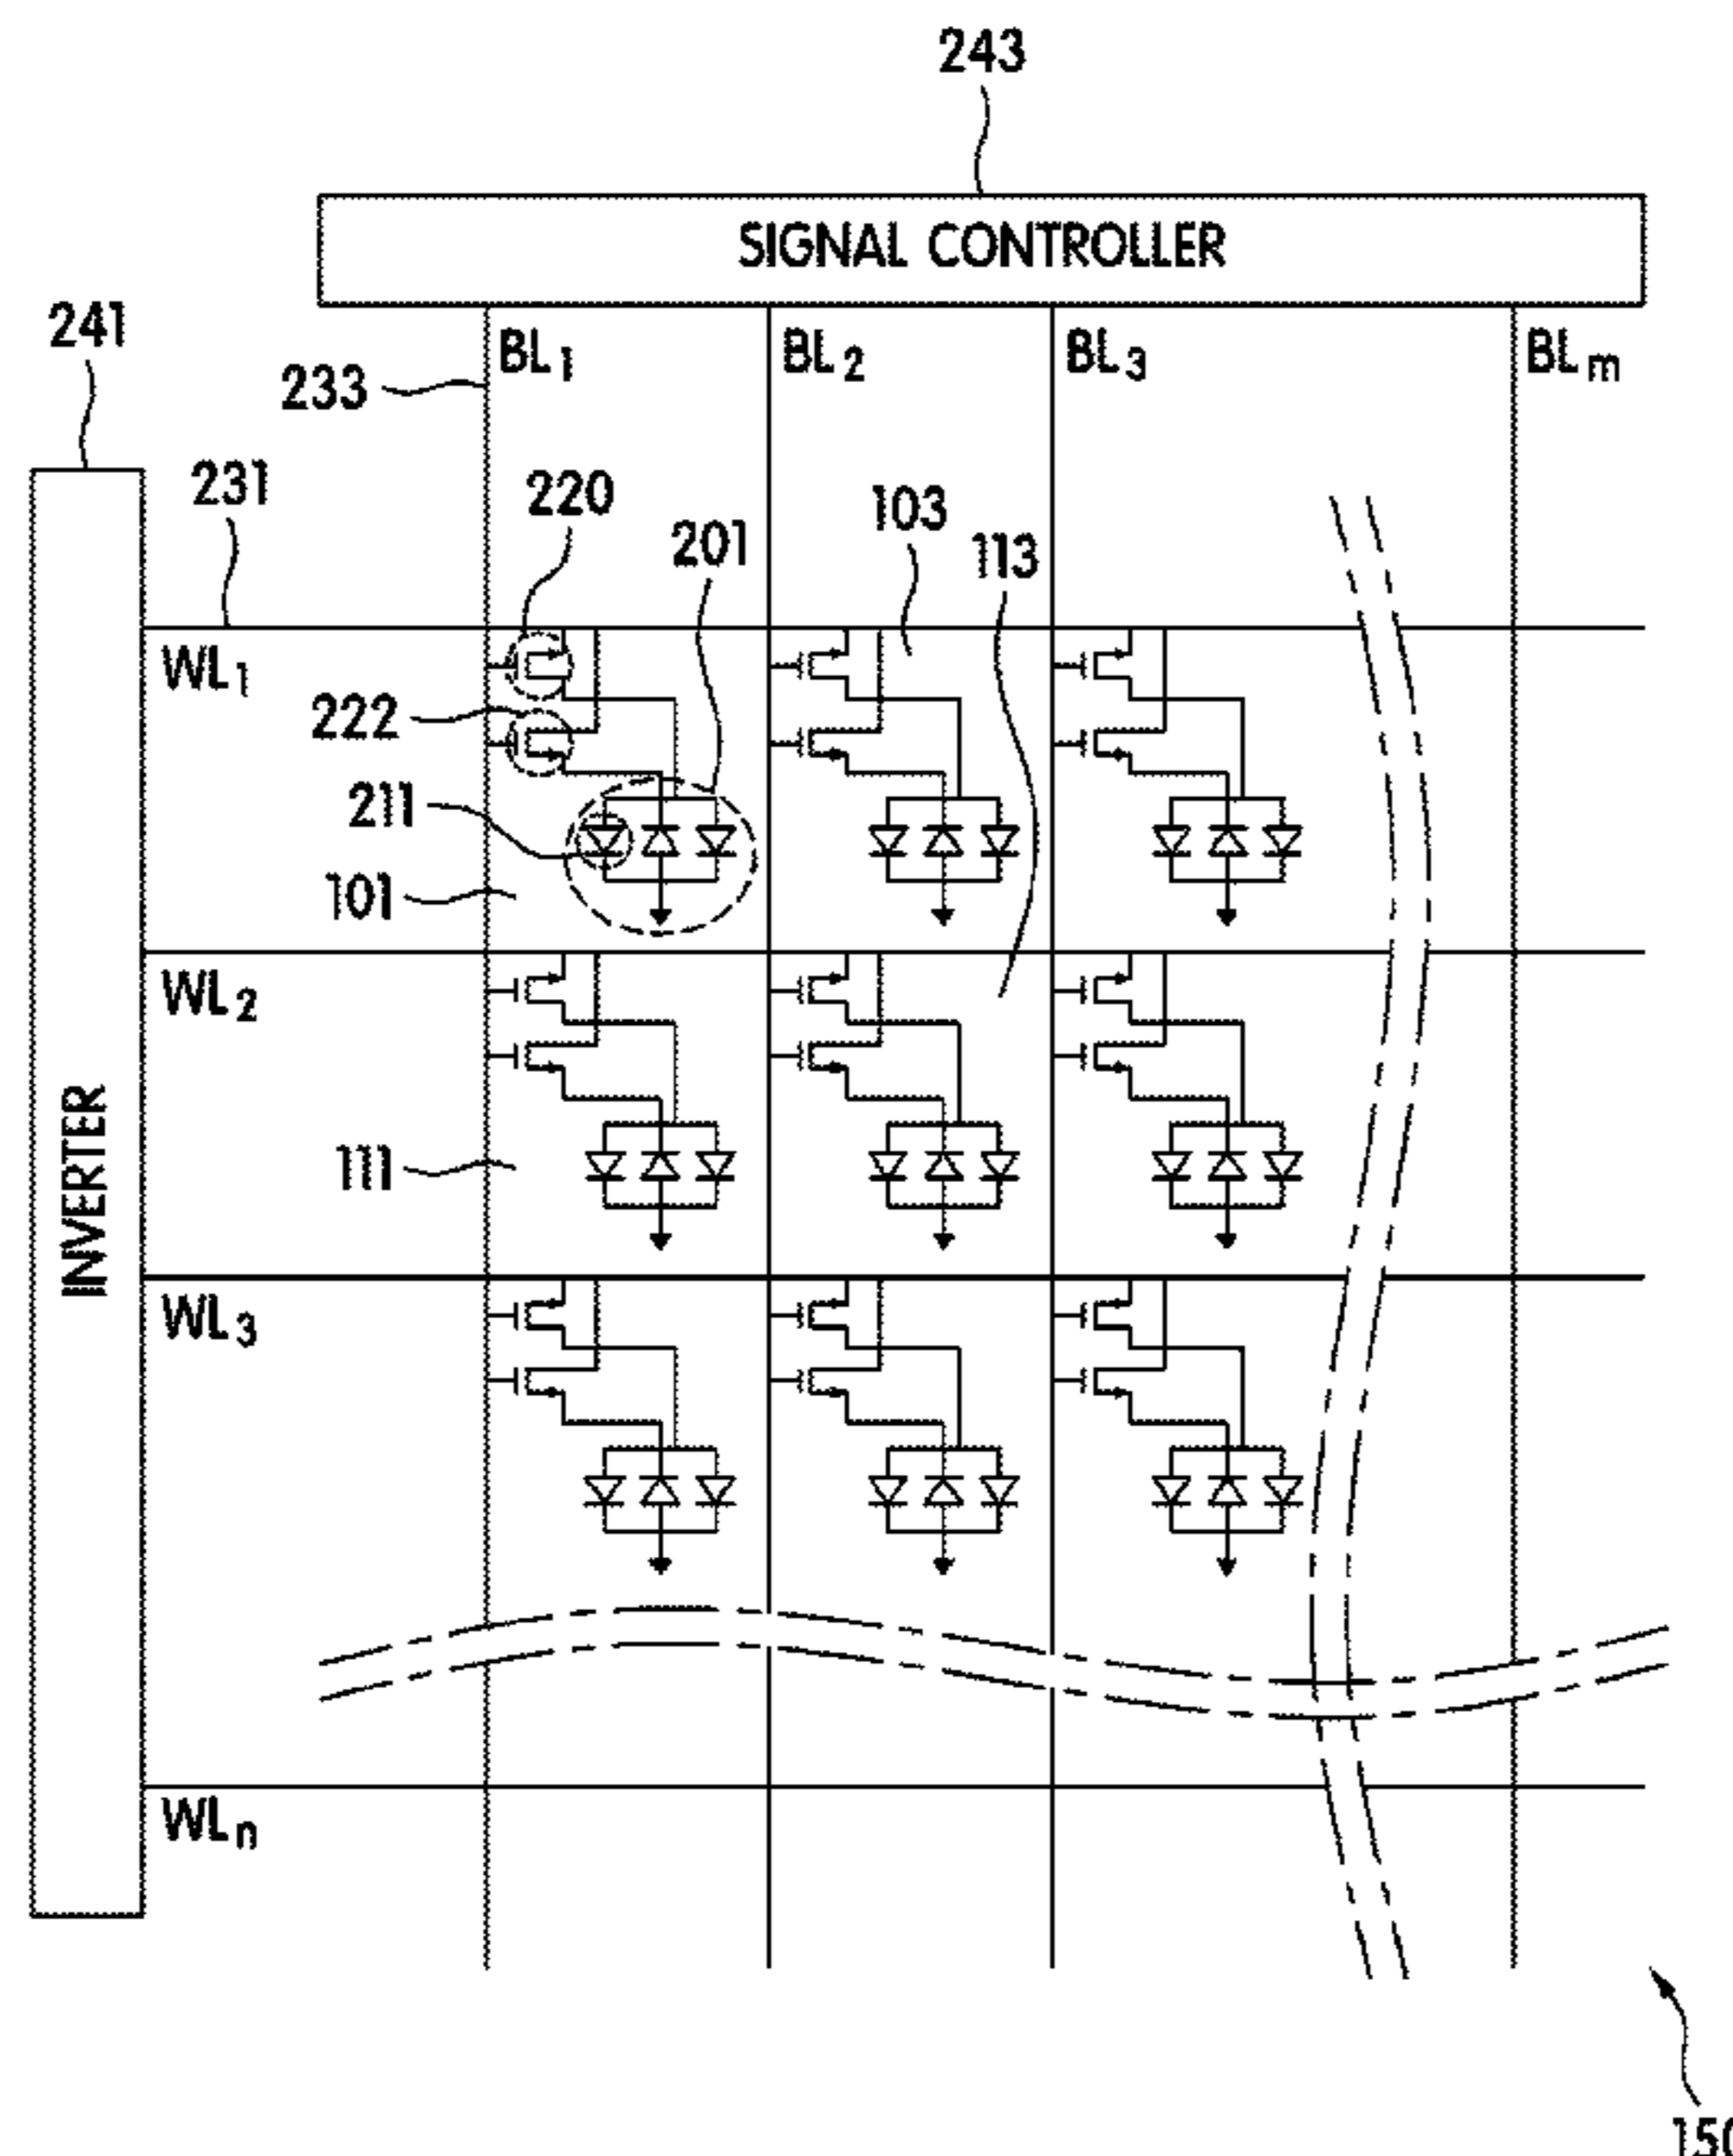 243
SIGNAL CONTROLLER
241
233
BL1
BL2
BL3
BLm
231
220
201
103
113
WL1
222
211
101
WL2
111
INVERTER
WL3
WLn